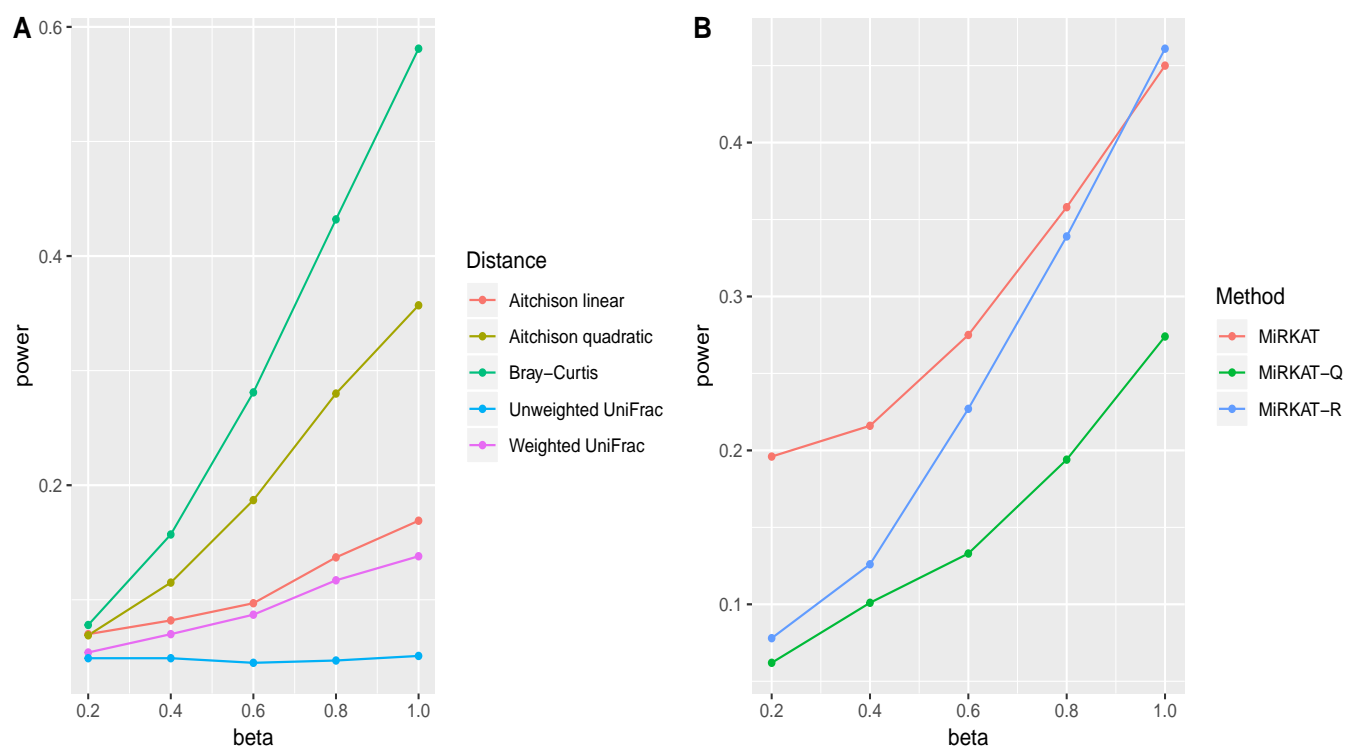 A
0.6
0.4
0.2
power
0.2 0.4 0.6 0.8 1.0
beta
Distance
Aitchison linear
Aitchison quadratic
Bray−Curtis
Unweighted UniFrac
Weighted UniFrac
B
0.4
0.3
0.2
0.1
power
0.2 0.4 0.6 0.8 1.0
beta
Method
MiRKAT
MiRKAT−Q
MiRKAT−R